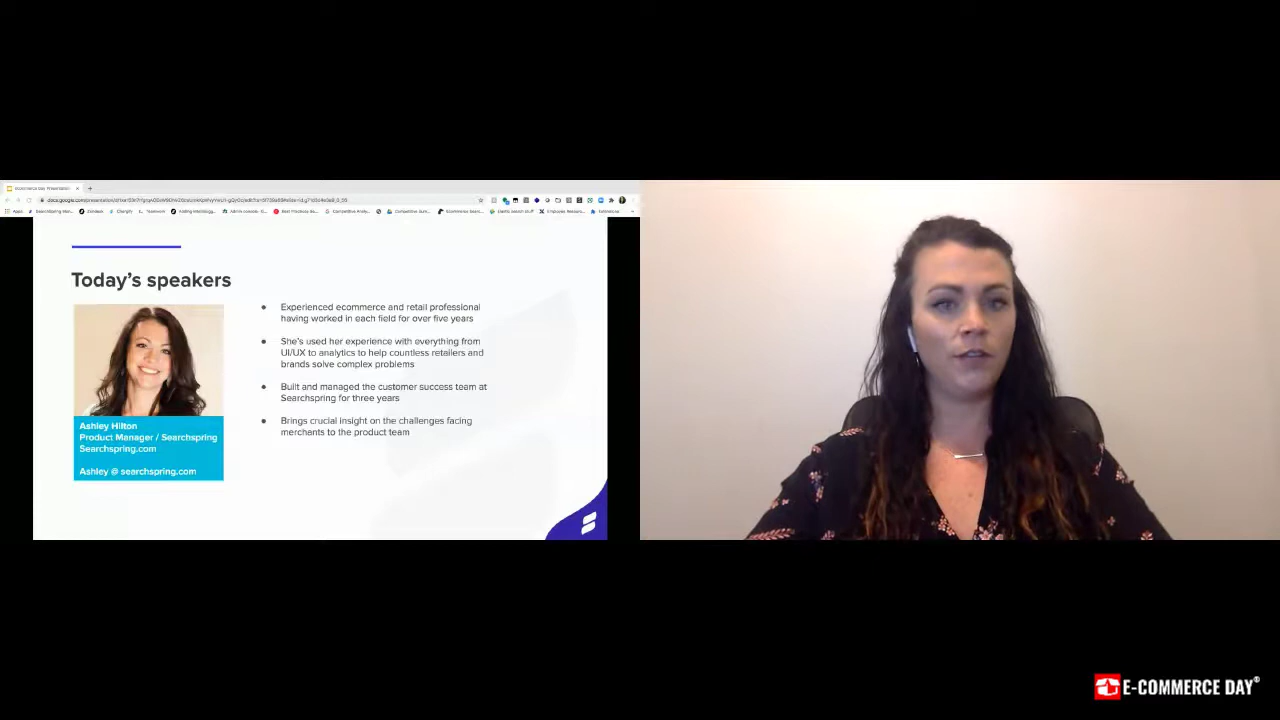 Today's speakers
Experienced ecommerce and retail professional
having worked in each field for over five years
She's used her experience with everything from
UI/UX to analytics to help countless retailers and
brands solve complex problems
Built and managed the customer success team at
Searchspring for three years
Brings crucial insight on the challenges facing
merchants to the product team
Ashley Hilton
Product Manager / Searchspring
Searchspring.com
Ashley @ searchspring.com
E-COMMERCE DAY®